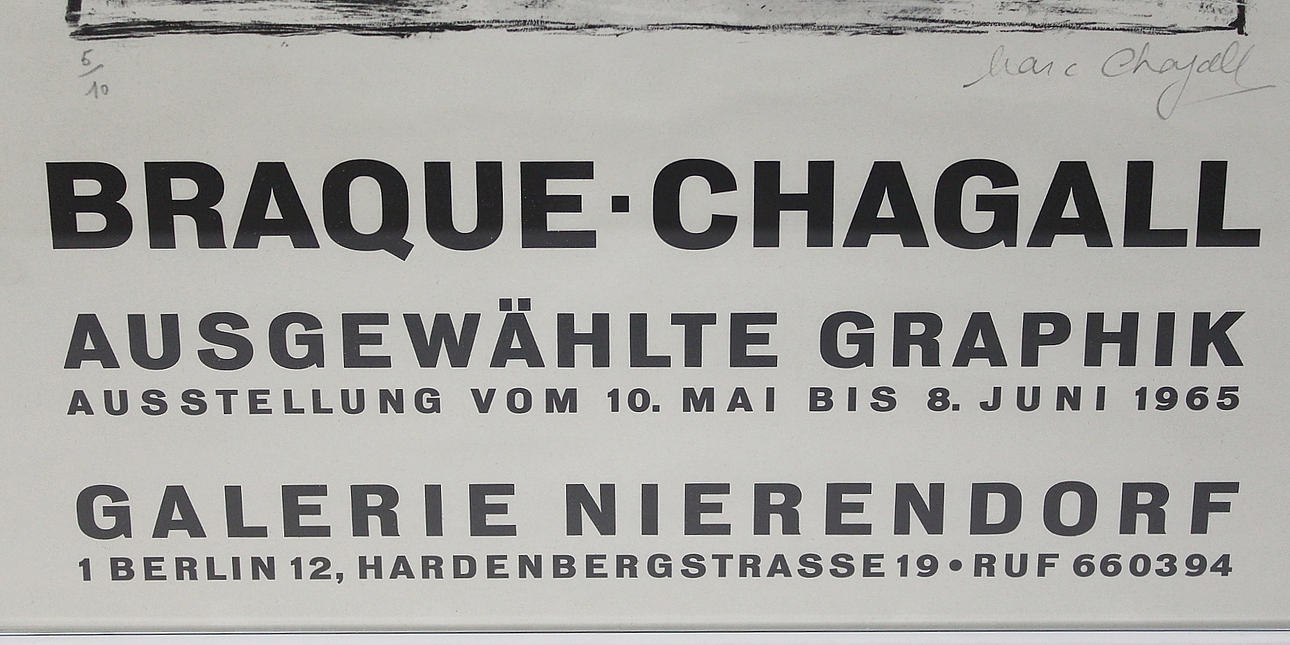 5/10
Marc Chagall
BRAQUE·CHAGALL
AUSGEWÄHLTE GRAPHIK
AUSSTELLUNG VOM 10. MAI BIS 8. JUNI 1965
GALERIE NIERENDORF
1 BERLIN 12, HARDENBERGSTRASSE 19•RUF 660394